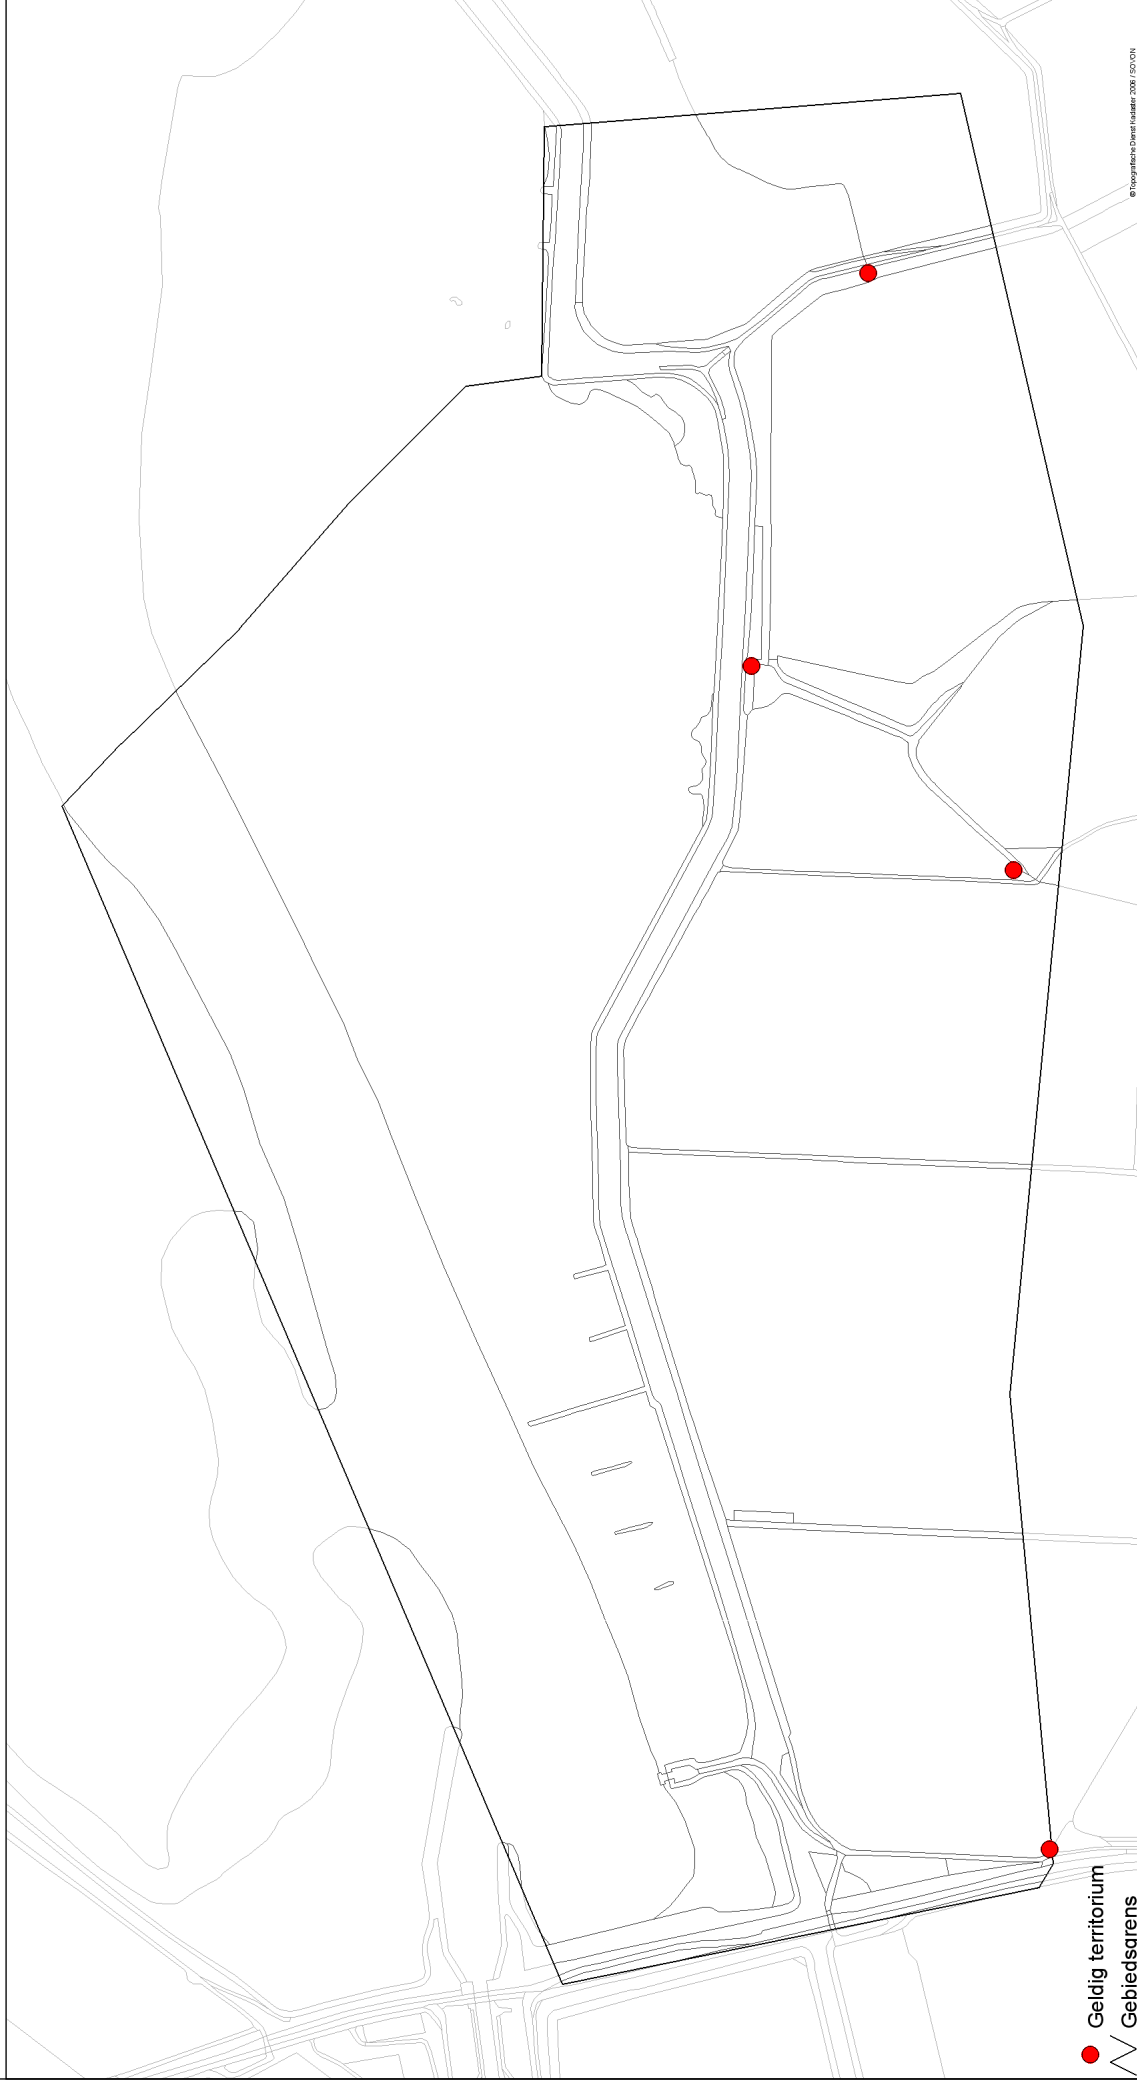 © Topografische Dienst Kadaster 2006 / SOVON
Geldig territorium
Gebiedsgrens